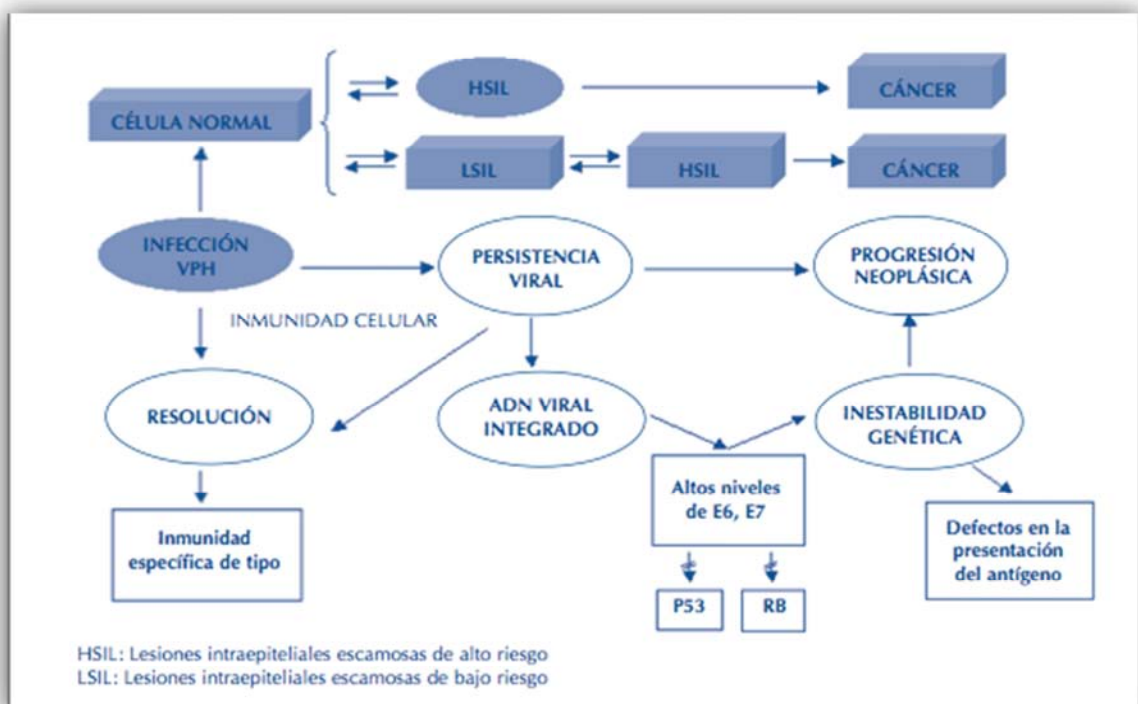 HSIL
CÁNCER
CÉLULA NORMAL
LSIL
HSIL
CÁNCER
INFECCIÓN
VPH
PERSISTENCIA
VIRAL
PROGRESIÓN
NEOPLÁSICA
INMUNIDAD CELULAR
RESOLUCIÓN
ADN VIRAL
INTEGRADO
INESTABILIDAD
GENÉTICA
Altos niveles
de E6, E7
Inmunidad
específica de tipo
Defectos en la
presentación
del antígeno
P53
RB
HSIL: Lesiones intraepiteliales escamosas de alto riesgo
LSIL: Lesiones intraepiteliales escamosas de bajo riesgo